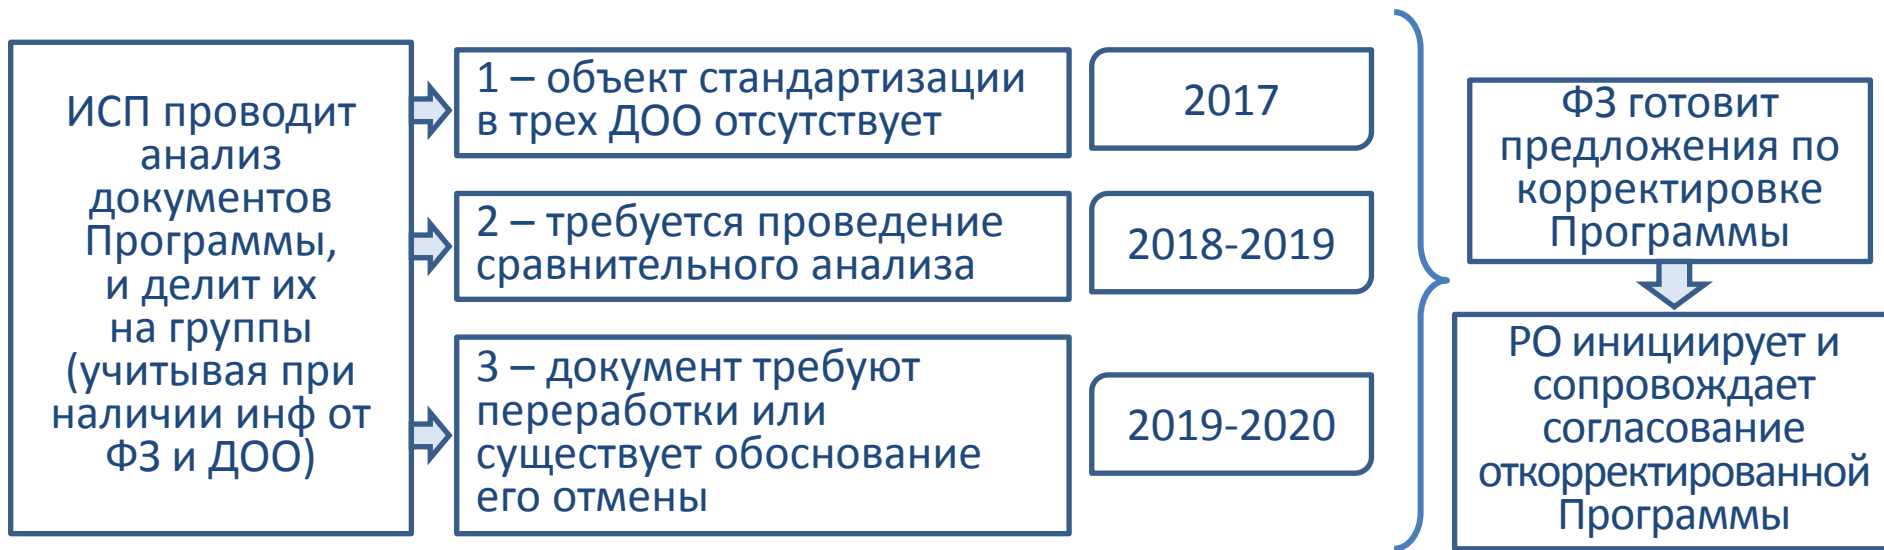 ИСП проводит
анализ
документов
Программы,
и делит их
на группы
(учитывая при
наличии инф от
ФЗ и ДОО)
1 – объект стандартизации
в трех ДОО отсутствует
2017
2 – требуется проведение
сравнительного анализа
2018-2019
3 – документ требуют
переработки или
существует обоснование
его отмены
2019-2020
ФЗ готовит
предложения по
корректировке
Программы
РО инициирует и
сопровождает
согласование
откорректированной
Программы